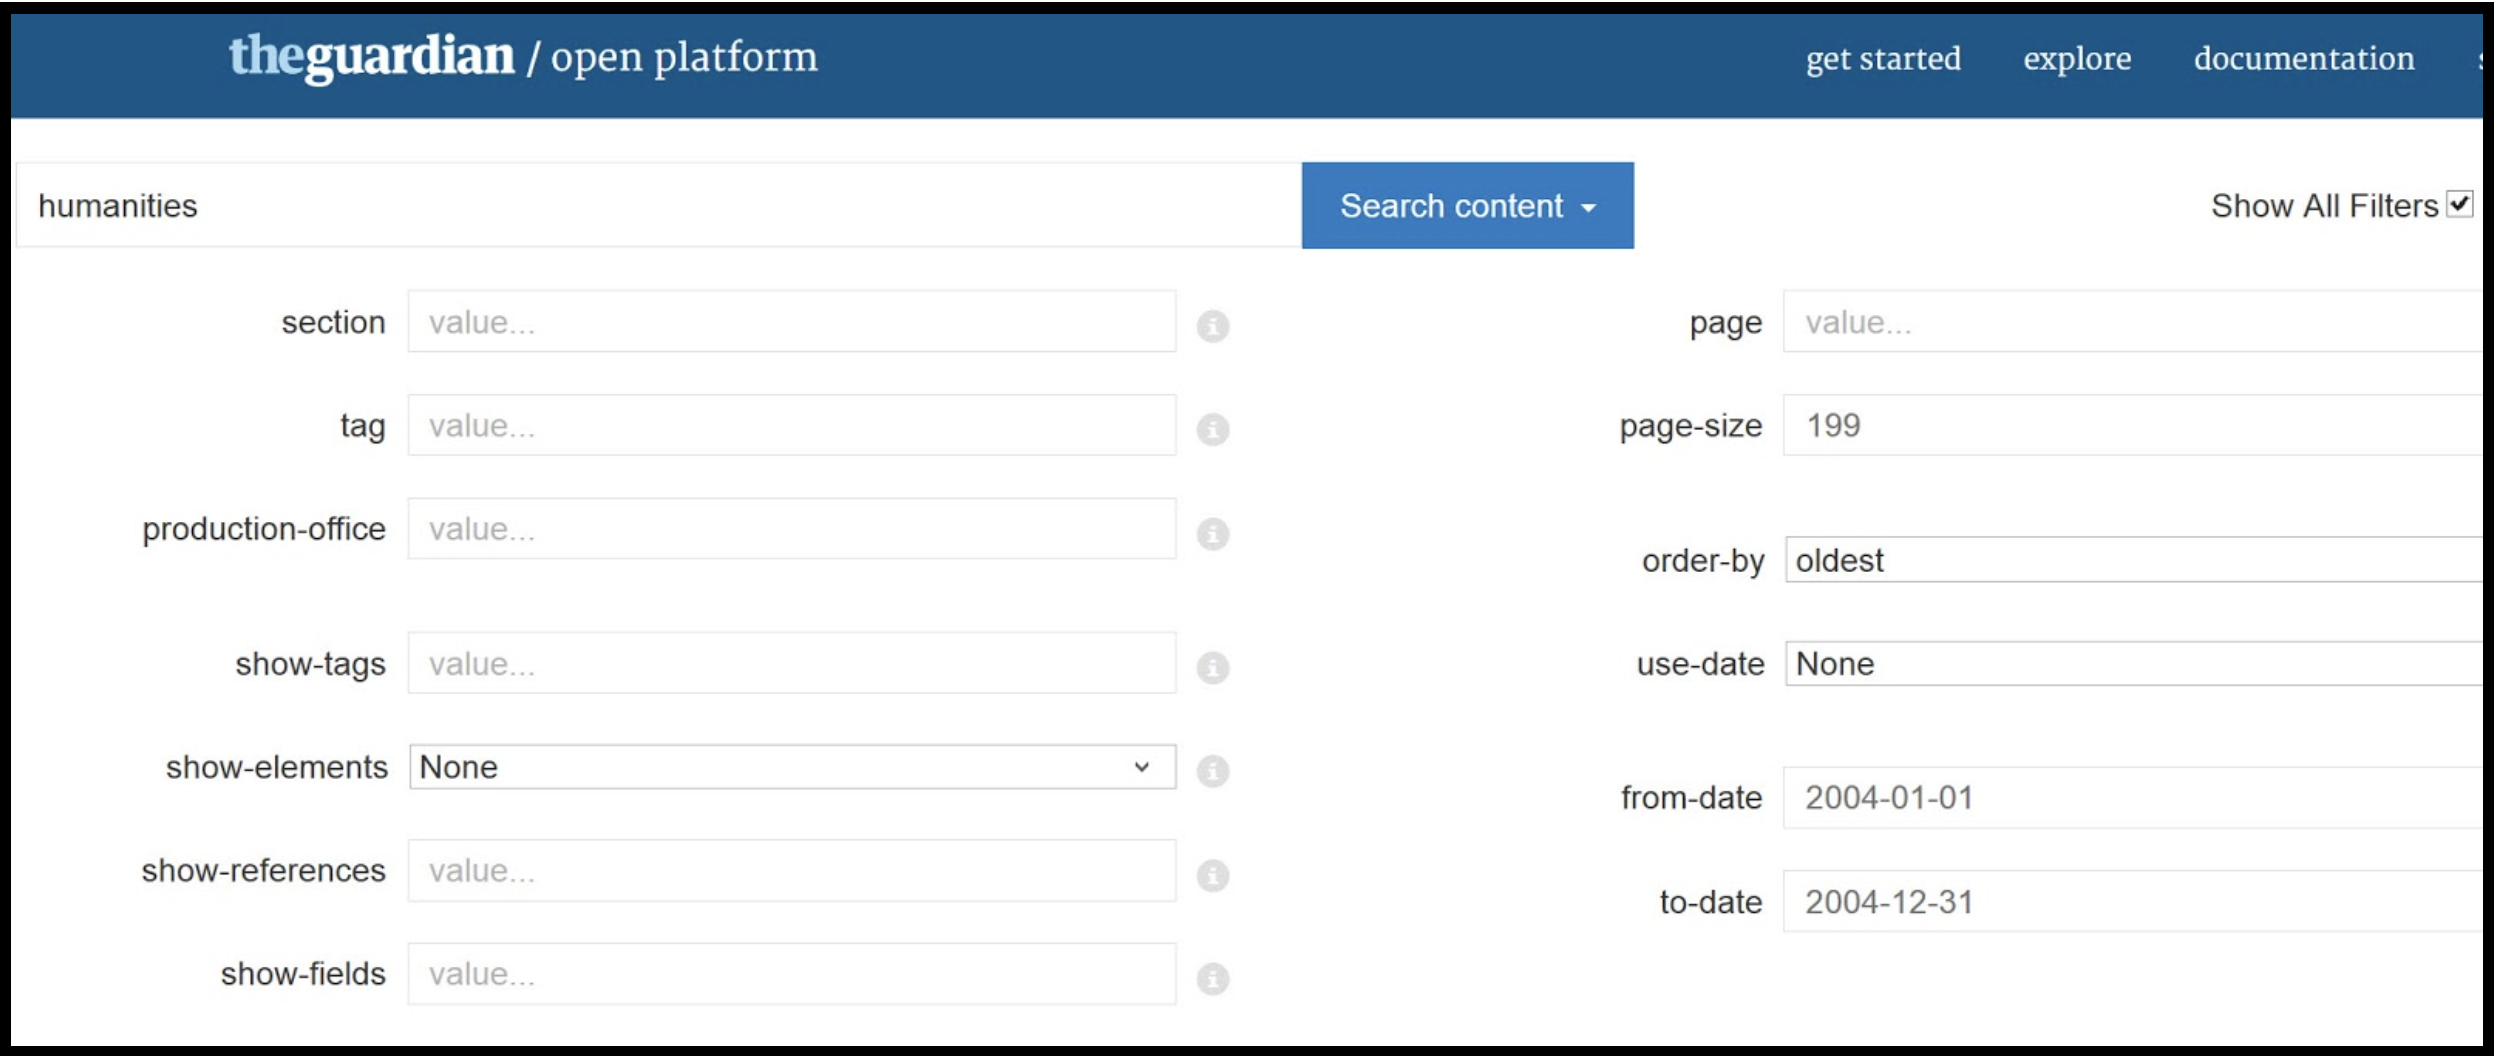 theguardian / open platform get started explore documentation
humanities Search content Show All Filters
section value... page value...
tag value... page-size 199
production-office value...
order-by oldest
show-tags value... use-date None
show-elements None
from-date 2004-01-01
show-references value...
to-date 2004-12-31
show-fields value...